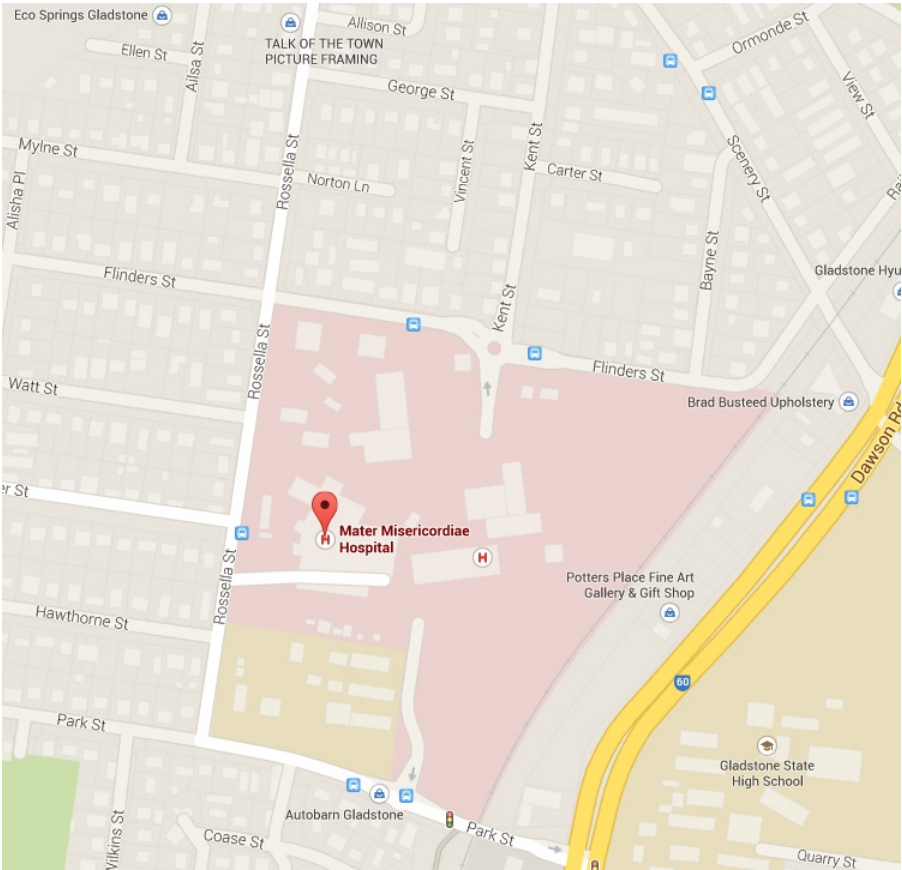 Eco Springs Gladstone
Allison St
TALK OF THE TOWN
PICTURE FRAMING
Ormonde St
Ellen St
Ailsa St
George St
View St
Mylne St
Rossella St
Norton Ln
Vincent St
Kent St
Carter St
Scenery St
Alisha Pl
Rai
Bayne St
Flinders St
Gladstone Hyu
Kent St
Rossella St
Flinders St
Watt St
Brad Busteed Upholstery
Dawson Rd
er St
H
Mater Misericordiae
Hospital
H
Rossella St
Potters Place Fine Art
Gallery & Gift Shop
Hawthorne St
60
Park St
Gladstone State
High School
Autobarn Gladstone
Wilkins St
Coase St
Park St
Quarry St